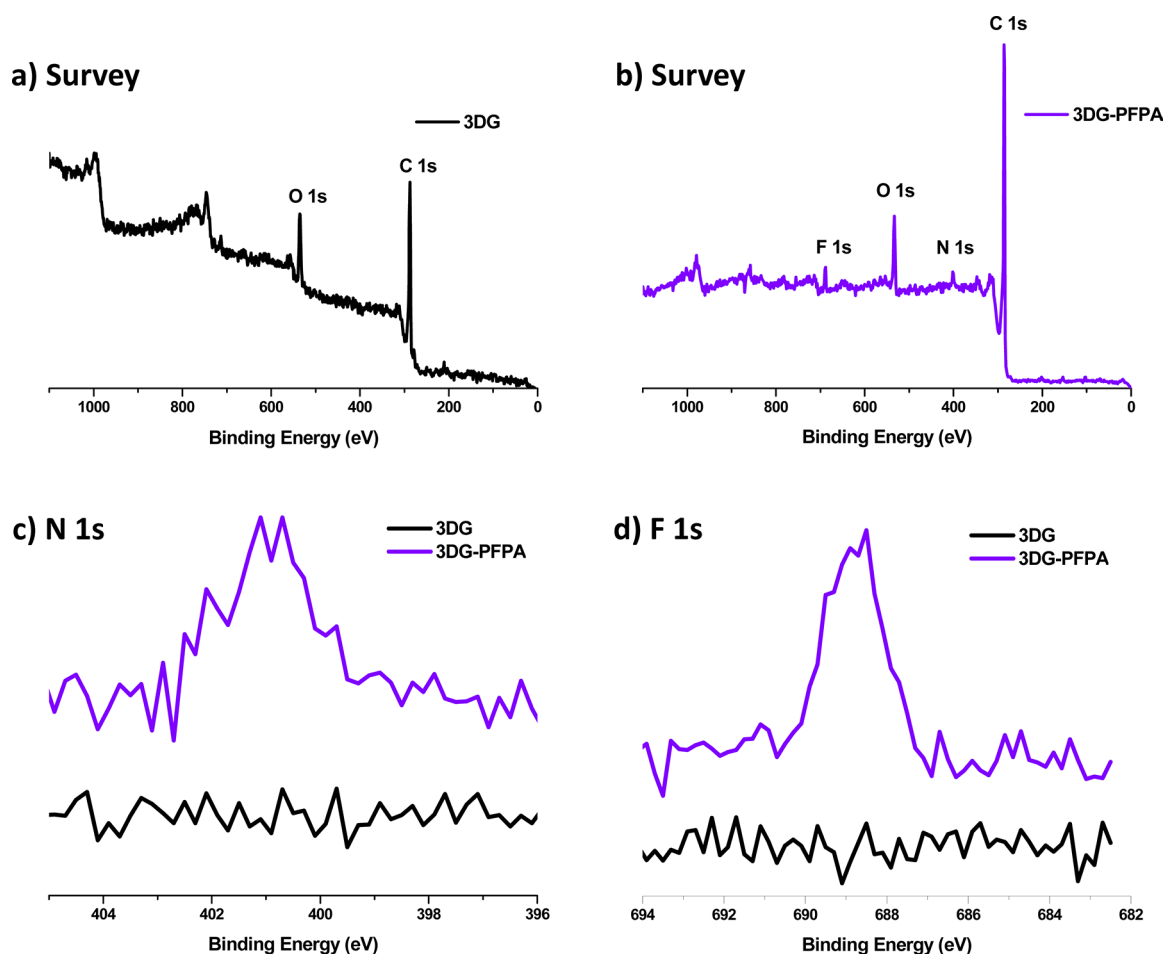 a) Survey
3DG
O 1s
C 1s
1000 800 600 400 200 0
Binding Energy (eV)
b) Survey
C 1s
3DG-PFPA
O 1s
F 1s
N 1s
1000 800 600 400 200 0
Binding Energy (eV)
c) N 1s
3DG
3DG-PFPA
404 402 400 398 396
Binding Energy (eV)
d) F 1s
3DG
3DG-PFPA
694 692 690 688 686 684 682
Binding Energy (eV)